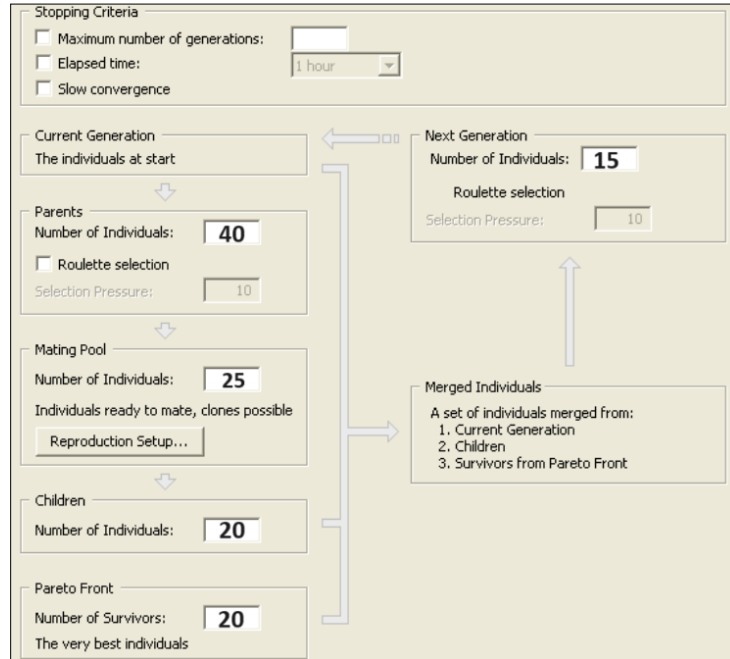 Stopping Criteria
Maximum number of generations:
Elapsed time: 1 hour
Slow convergence
Current Generation
The individuals at start
Parents
Number of Individuals: 40
Roulette selection
Selection Pressure: 10
Mating Pool
Number of Individuals: 25
Individuals ready to mate, clones possible
Reproduction Setup...
Children
Number of Individuals: 20
Pareto Front
Number of Survivors: 20
The very best individuals
Next Generation
Number of Individuals: 15
Roulette selection
Selection Pressure: 10
Merged Individuals
A set of individuals merged from:
1. Current Generation
2. Children
3. Survivors from Pareto Front